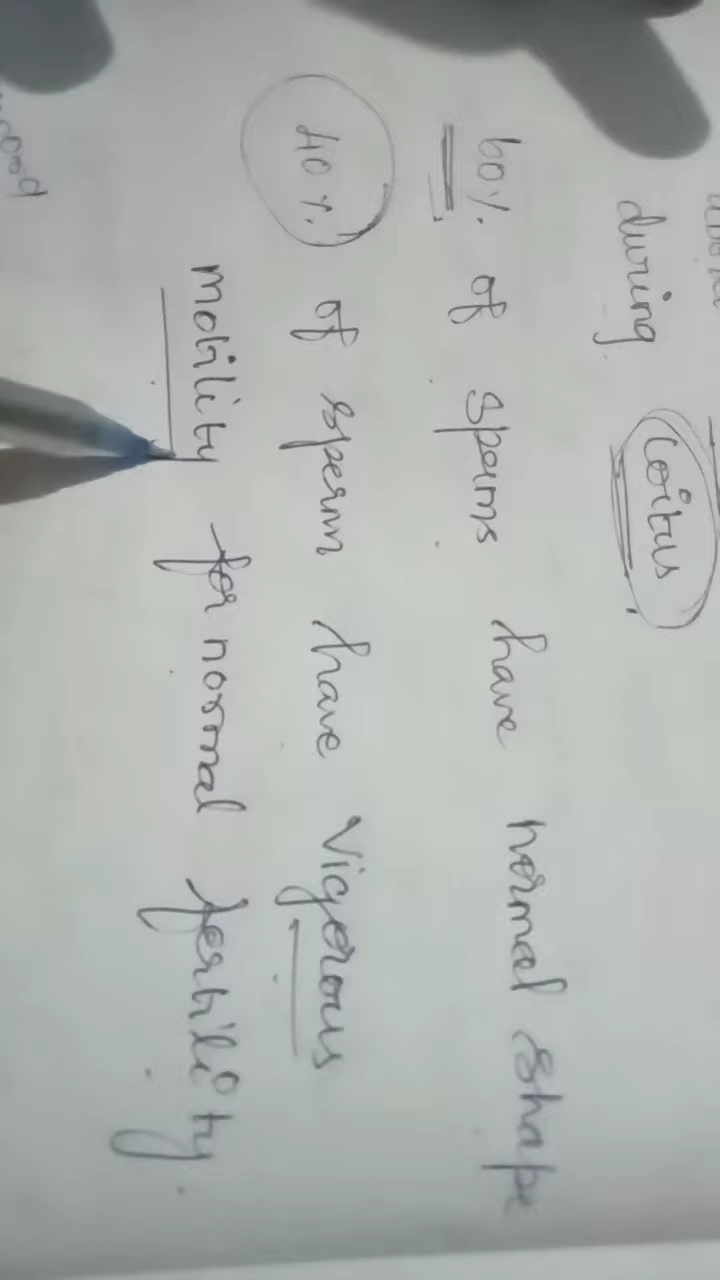 during Coitus
60% of sperms have normal shape
40% of sperm have Vigorous
mobility for normal fertility.